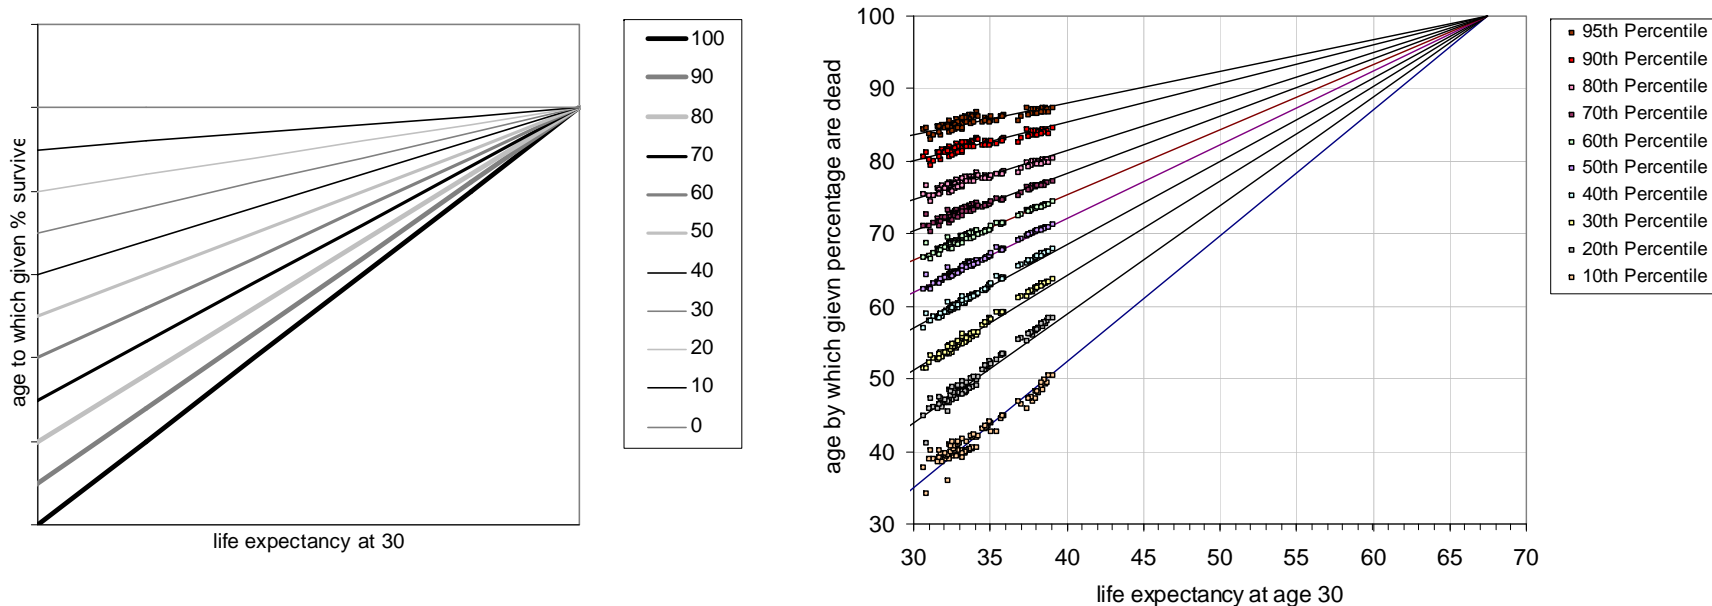 age to which given % survive
100
90
80
70
60
50
40
30
20
10
0
life expectancy at 30
age by which gievn percentage are dead
100
90
80
70
60
50
40
30
30 35 40 45 50 55 60 65 70
life expectancy at age 30
95th Percentile
90th Percentile
80th Percentile
70th Percentile
60th Percentile
50th Percentile
40th Percentile
30th Percentile
20th Percentile
10th Percentile